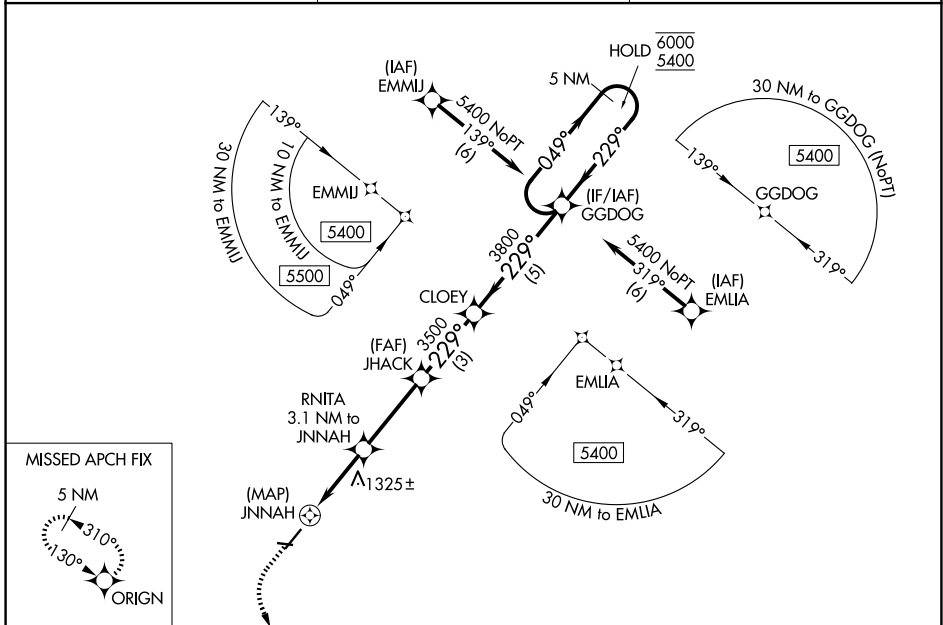 HOLD 6000
5400
5 NM
(IAF)
EMMIJ
5400 NoPT
139°
(6)
049°
229°
(IF/IAF)
GGDOG
30 NM to GGDOG (NoPT)
139°
5400
GGDOG
319°
139°
30 NM to EMMIJ
10 NM to EMMIJ
EMMIJ
5400
5500
049°
3800
229°
(5)
5400 NoPT
319°
(6)
(IAF)
EMLIA
CLOEY
3500
229°
(3)
(FAF)
JHACK
RNITA
3.1 NM to
JNNAH
1325±
(MAP)
JNNAH
EMLIA
049°
319°
5400
30 NM to EMLIA
MISSED APCH FIX
5 NM
310°
130°
ORIGN